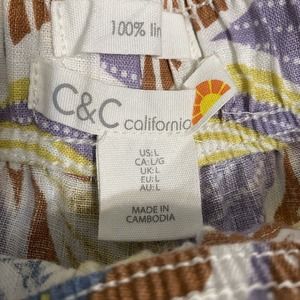 100% lin
C&C california
US:L
CA:L/G
UK:L
EU:L
AU:L
MADE IN
CAMBODIA